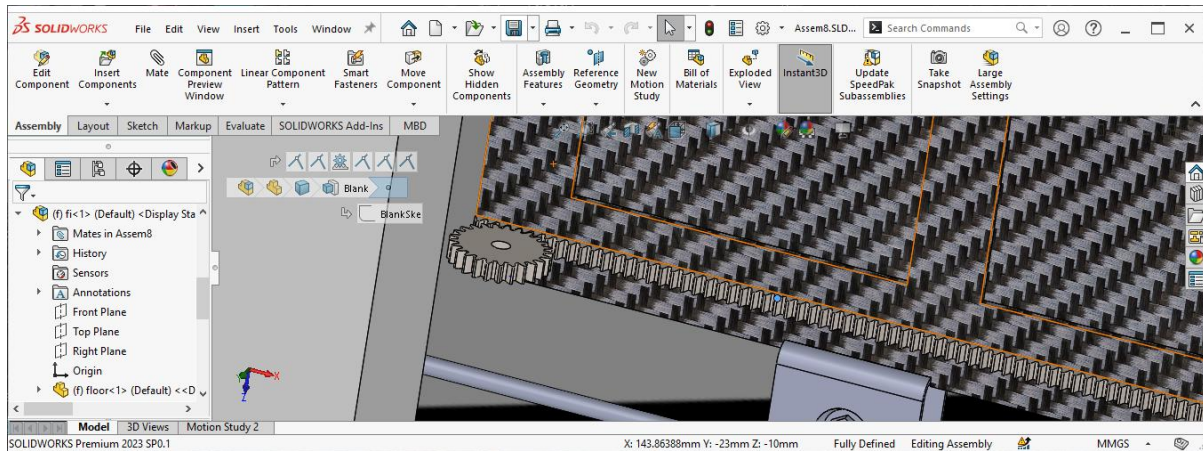 SOLIDWORKS File Edit View Insert Tools Window Assem8.SLD... Search Commands
Edit Component
Insert Components
Mate
Component Preview Window
Linear Component Pattern
Smart Fasteners
Move Component
Show Hidden Components
Assembly Features
Reference Geometry
New Motion Study
Bill of Materials
Exploded View
Instant3D
Update SpeedPak Subassemblies
Take Snapshot
Large Assembly Settings
Assembly Layout Sketch Markup Evaluate SOLIDWORKS Add-Ins MBD
Blank
BlankSke
(f) fi<1> (Default) <Display Sta
Mates in Assem8
History
Sensors
Annotations
Front Plane
Top Plane
Right Plane
Origin
(f) floor<1> (Default) <<D
X
Z
Model 3D Views Motion Study 2
SOLIDWORKS Premium 2023 SP0.1 X: 143.86388mm Y: -23mm Z: -10mm Fully Defined Editing Assembly MMGS